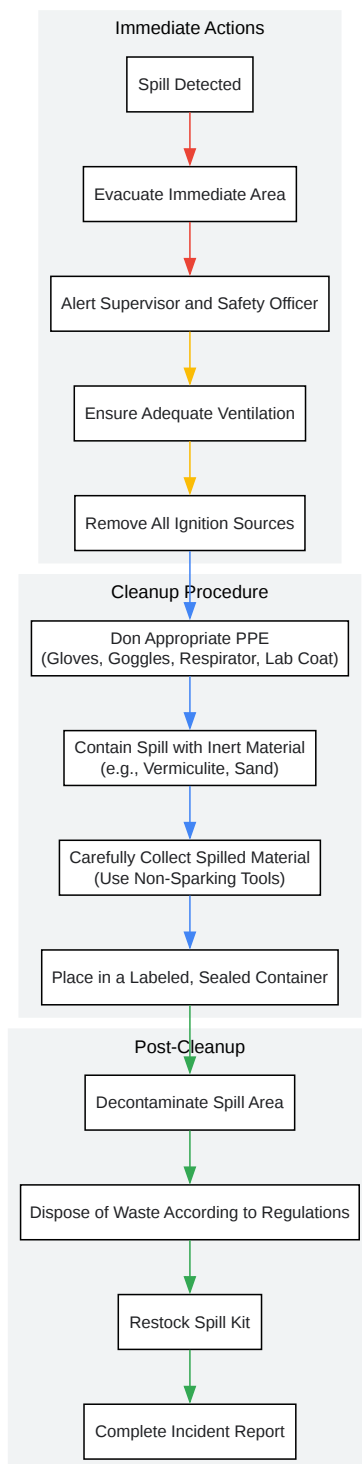 Immediate Actions
Spill Detected
Evacuate Immediate Area
Alert Supervisor and Safety Officer
Ensure Adequate Ventilation
Remove All Ignition Sources
Cleanup Procedure
Don Appropriate PPE
(Gloves, Goggles, Respirator, Lab Coat)
Contain Spill with Inert Material
(e.g., Vermiculite, Sand)
Carefully Collect Spilled Material
(Use Non-Sparking Tools)
Place in a Labeled, Sealed Container
Post-Cleanup
Decontaminate Spill Area
Dispose of Waste According to Regulations
Restock Spill Kit
Complete Incident Report